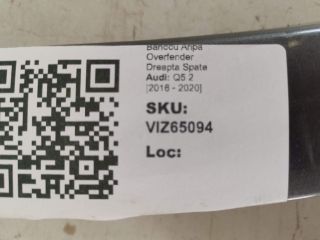 Bandou Aripa
Overfender
Dreapta Spate
Audi: Q5 2
[2016 - 2020]
SKU:
VIZ65094
Loc: